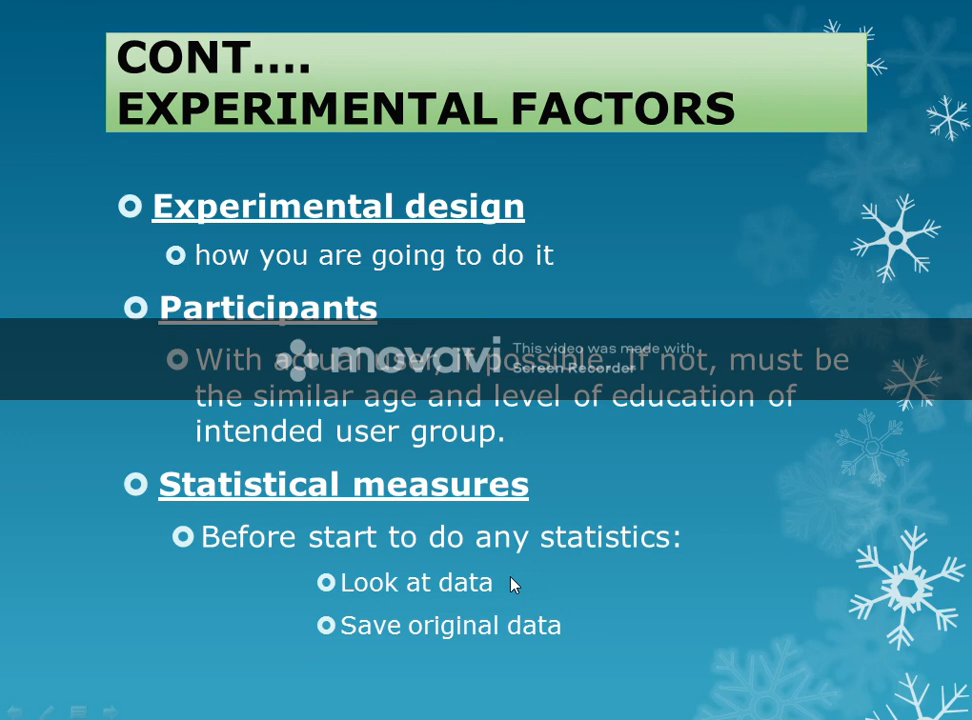 CONT....
EXPERIMENTAL FACTORS
Experimental design
how you are going to do it
Participants
With actual user, if possible. If not, must be
the similar age and level of education of
intended user group.
movavi
This video was made with
Screen Recorder
Statistical measures
Before start to do any statistics:
Look at data
Save original data